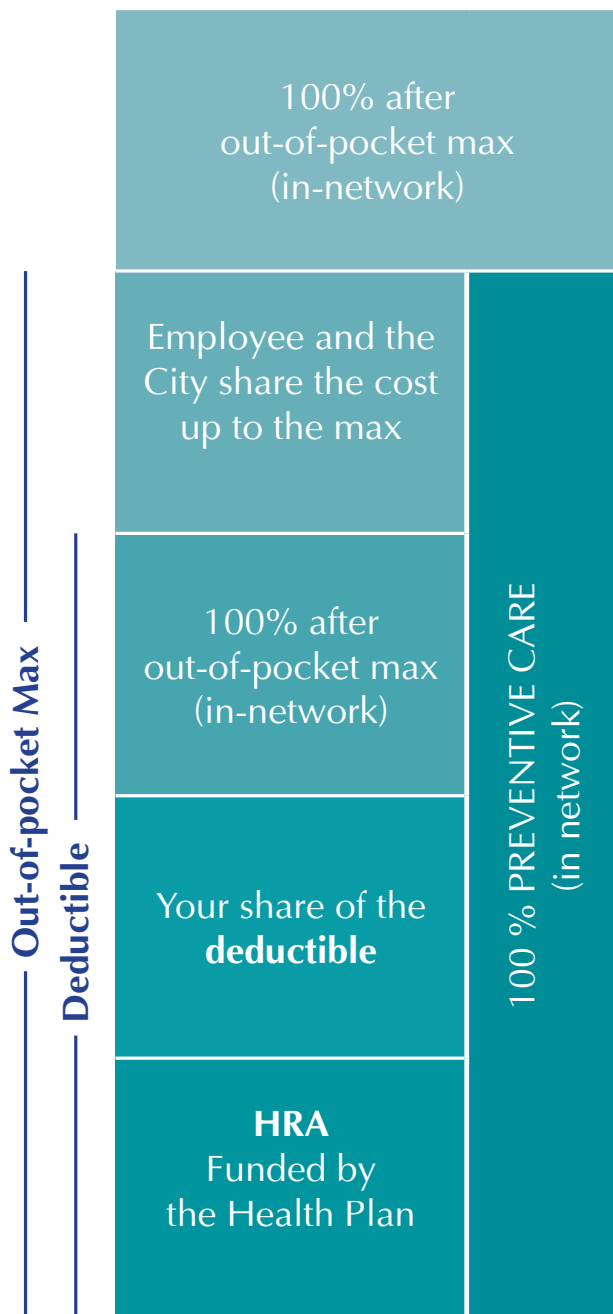 100% after
out-of-pocket max
(in-network)
Employee and the
City share the cost
up to the max
100% after
out-of-pocket max
(in-network)
Your share of the
deductible
HRA
Funded by
the Health Plan
Out-of-pocket Max
Deductible
100 % PREVENTIVE CARE
(in network)